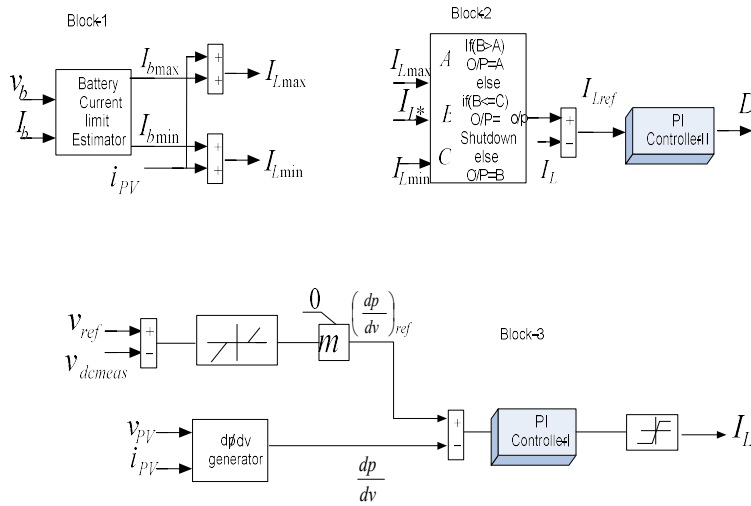 Block-1
v_b
I_b
Battery
Current
limit
Estimator
I_bmax
I_bmin
i_PV
+
+
+
+
I_Lmax
I_Lmin
Block-2
I_Lmax
I_L*
I_Lmin
A
B
C
If(B>A)
O/P=A
else
if(B<=C)
O/P=
Shutdown
else
O/P=B
o/p
+
-
I_L
I_Lref
PI
Controller-II
D
v_ref
v_dcmeas
+
-
0
m
(dp/dv)_ref
Block-3
v_PV
i_PV
dp/dv
generator
dp/dv
+
-
PI
Controller-I
I_L